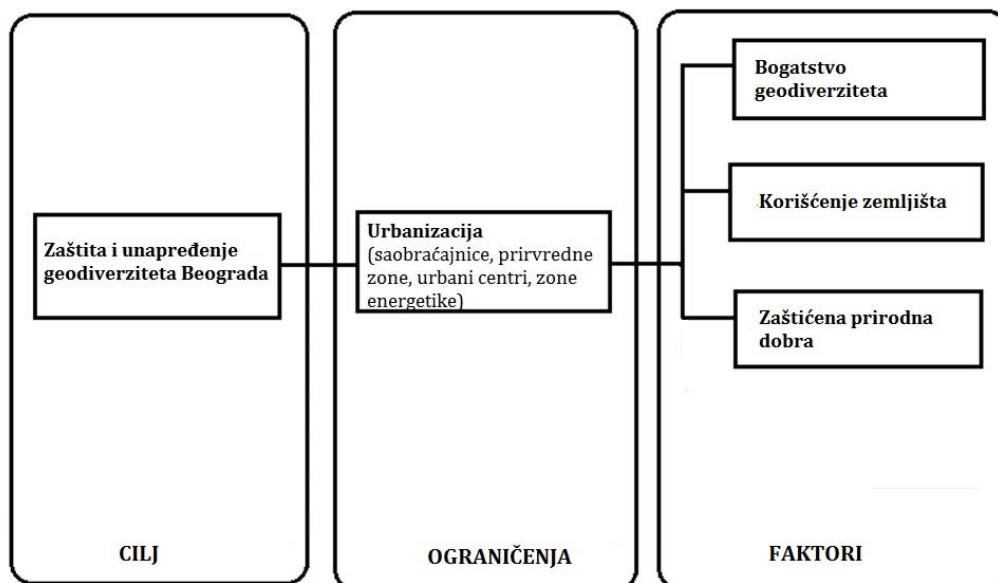 Zaštita i unapređenje
geodiverziteta Beograda
CILJ
Urbanizacija
(saobraćajnice, prirvredne
zone, urbani centri, zone
energetike)
OGRANIČENJA
Bogatstvo
geodiverziteta
Korišćenje zemljišta
Zaštićena prirodna
dobra
FAKTORI